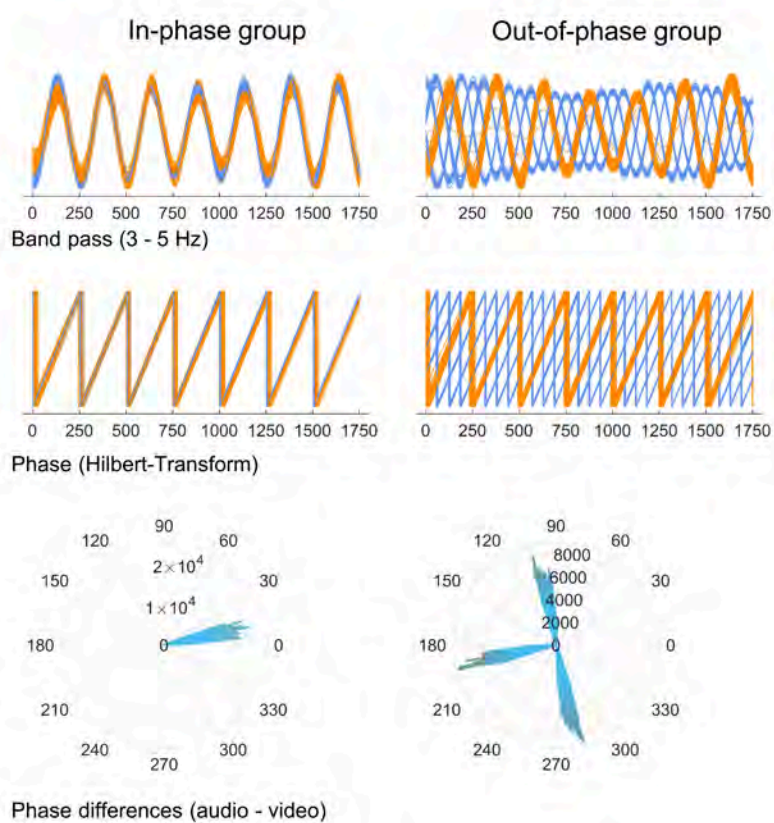 In-phase group
Out-of-phase group
0 250 500 750 1000 1250 1500 1750
0 250 500 750 1000 1250 1500 1750
Band pass (3 - 5 Hz)
0 250 500 750 1000 1250 1500 1750
0 250 500 750 1000 1250 1500 1750
Phase (Hilbert-Transform)
90
120 60
2×10⁴
150 30
1×10⁴
180 0 0
210 330
240 300
270
90
120 60
8000
6000
150 30
4000
2000
180 0 0
210 330
240 300
270
Phase differences (audio - video)